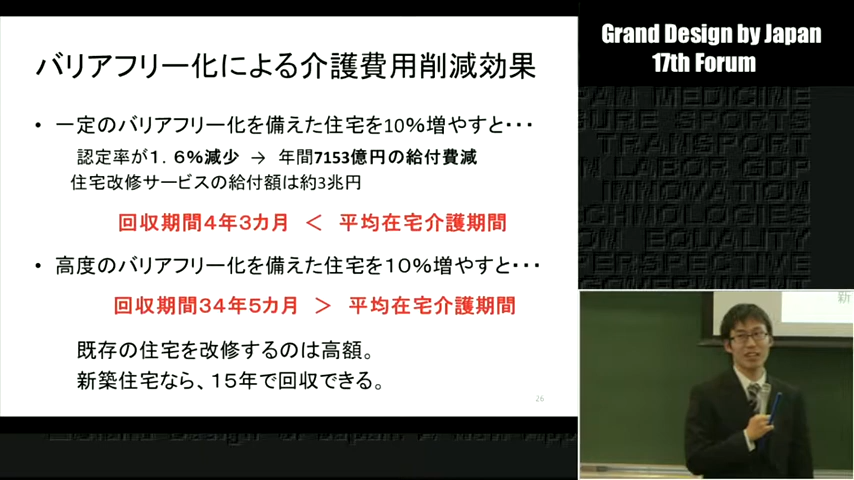 バリアフリー化による介護費用削減効果
• 一定のバリアフリー化を備えた住宅を10%増やすと・・・
認定率が1.6%減少 → 年間7153億円の給付費減
住宅改修サービスの給付額は約3兆円
回収期間4年3カ月 < 平均在宅介護期間
• 高度のバリアフリー化を備えた住宅を10%増やすと・・・
回収期間34年5カ月 > 平均在宅介護期間
既存の住宅を改修するのは高額。
新築住宅なら、15年で回収できる。
26
Grand Design by Japan
17th Forum
PAN MEDICINE
URE SPORTS
TRANSPORT
N LABOR GDP
INNOVATION
CHNOLOGIES
OM EQUALITY
PERSPECTIVE
新